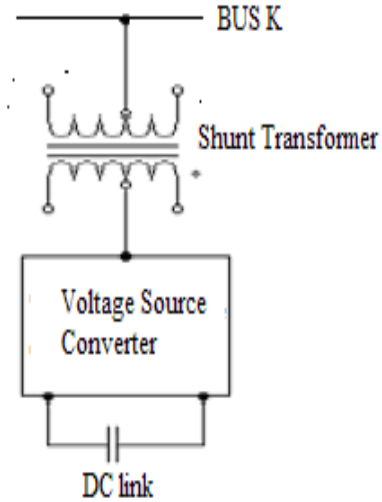 BUS K
Shunt Transformer
Voltage Source
Converter
DC link